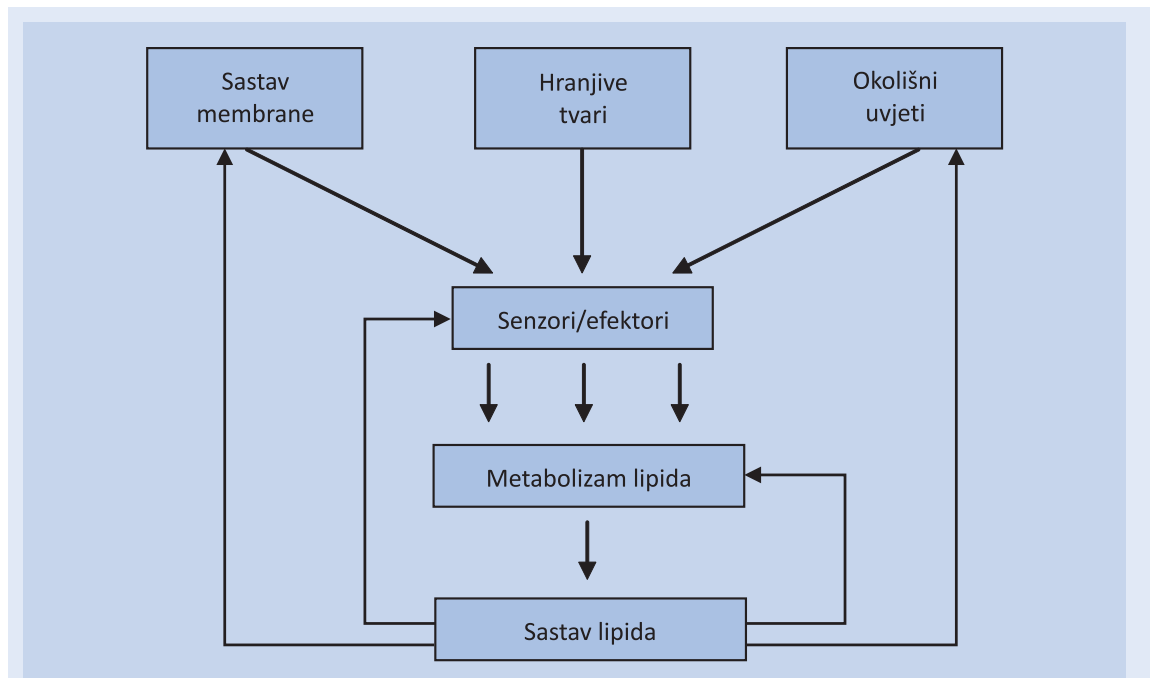 Sastav
membrane
Hranjive
tvari
Okolišni
uvjeti
Senzori/efektori
Metabolizam lipida
Sastav lipida